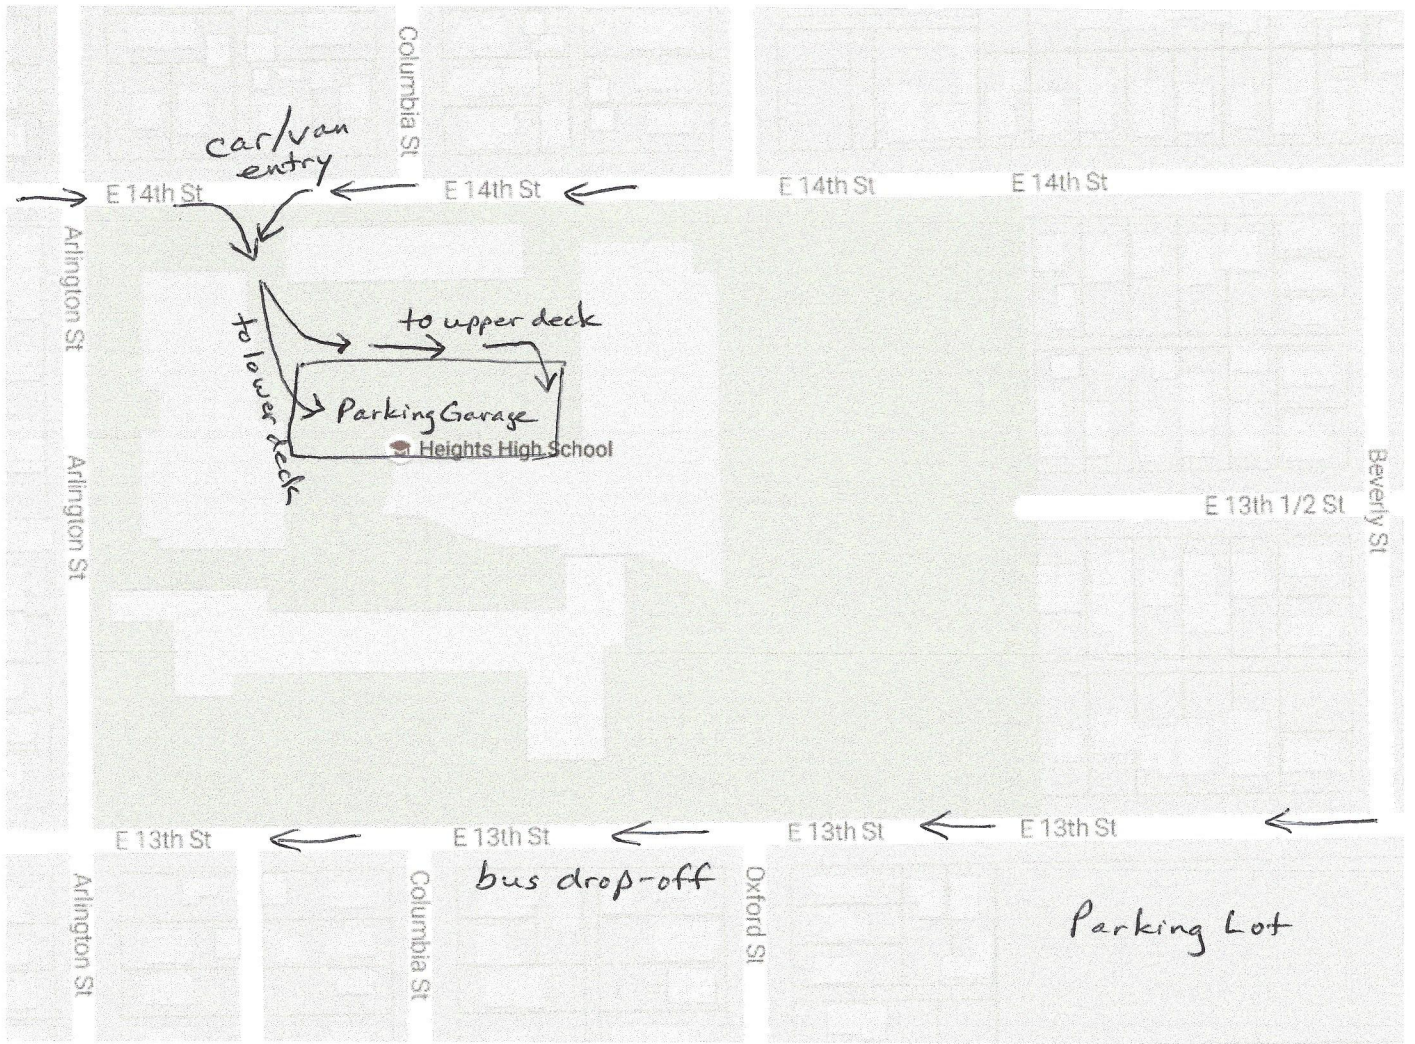 Columbia St
car/van
entry
E 14th St
E 14th St
E 14th St
E 14th St
Arlington St
to upper deck
to lower deck
Parking Garage
Heights High School
Arlington St
Beverly St
E 13th 1/2 St
E 13th St
E 13th St
E 13th St
E 13th St
bus drop-off
Arlington St
Columbia St
Oxford St
Parking Lot